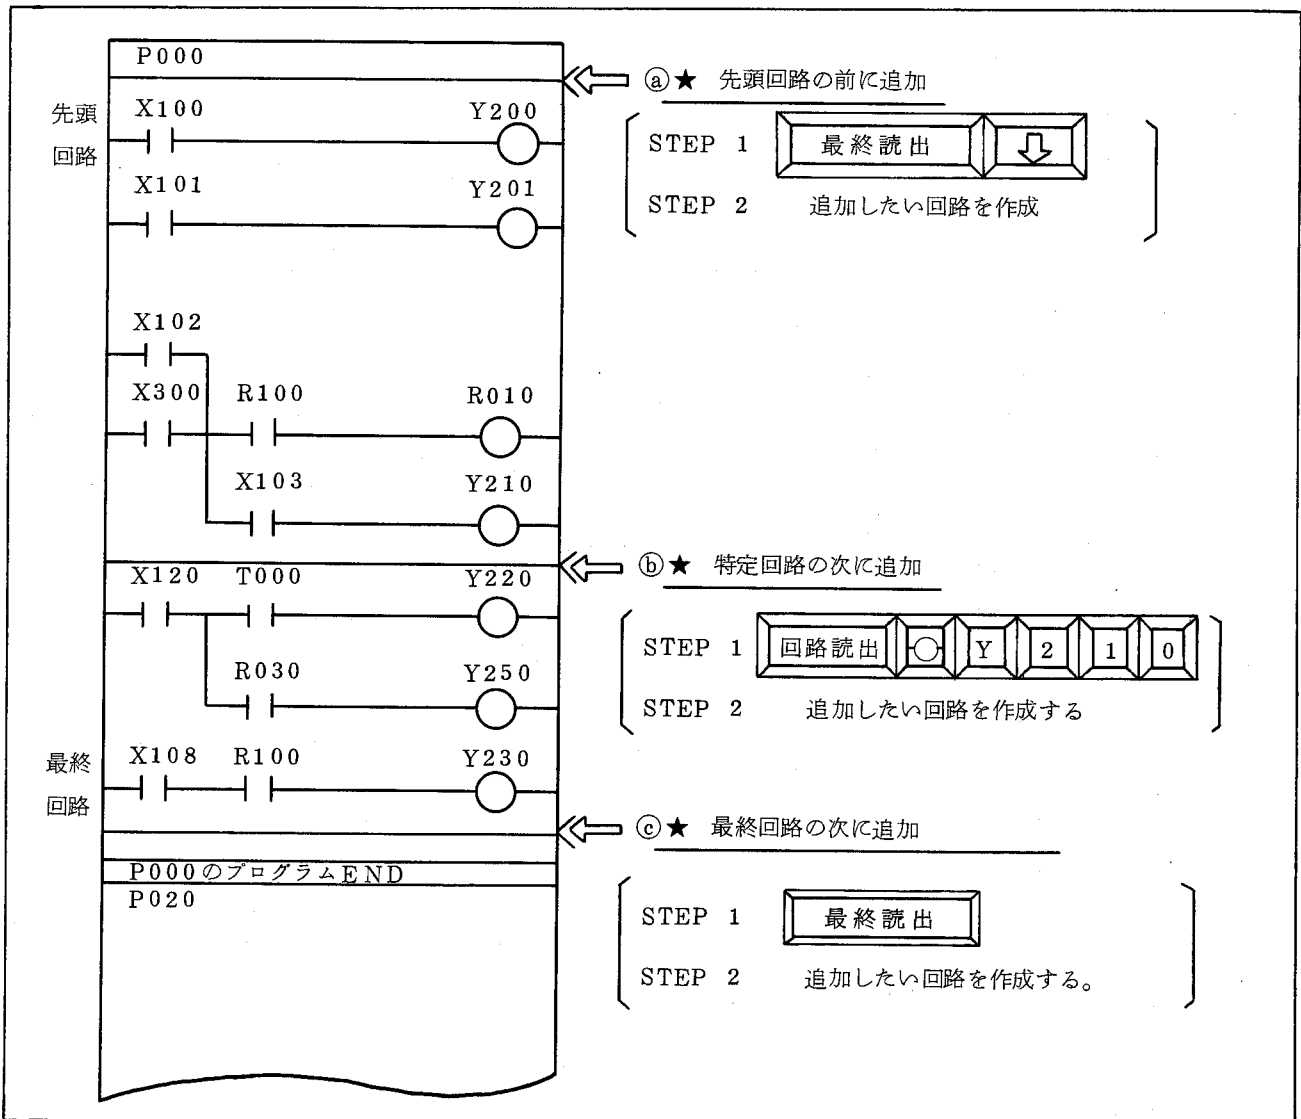 P000
ⓐ★ 先頭回路の前に追加
先頭
回路
X100 Y200
STEP 1 最終読出 ⇩
X101 Y201
STEP 2 追加したい回路を作成
X102
X300 R100 R010
X103 Y210
ⓑ★ 特定回路の次に追加
X120 T000 Y220
STEP 1 回路読出 Y 2 1 0
R030 Y250
STEP 2 追加したい回路を作成する
最終
回路
X108 R100 Y230
ⓒ★ 最終回路の次に追加
P000のプログラムEND
P020
STEP 1 最終読出
STEP 2 追加したい回路を作成する。